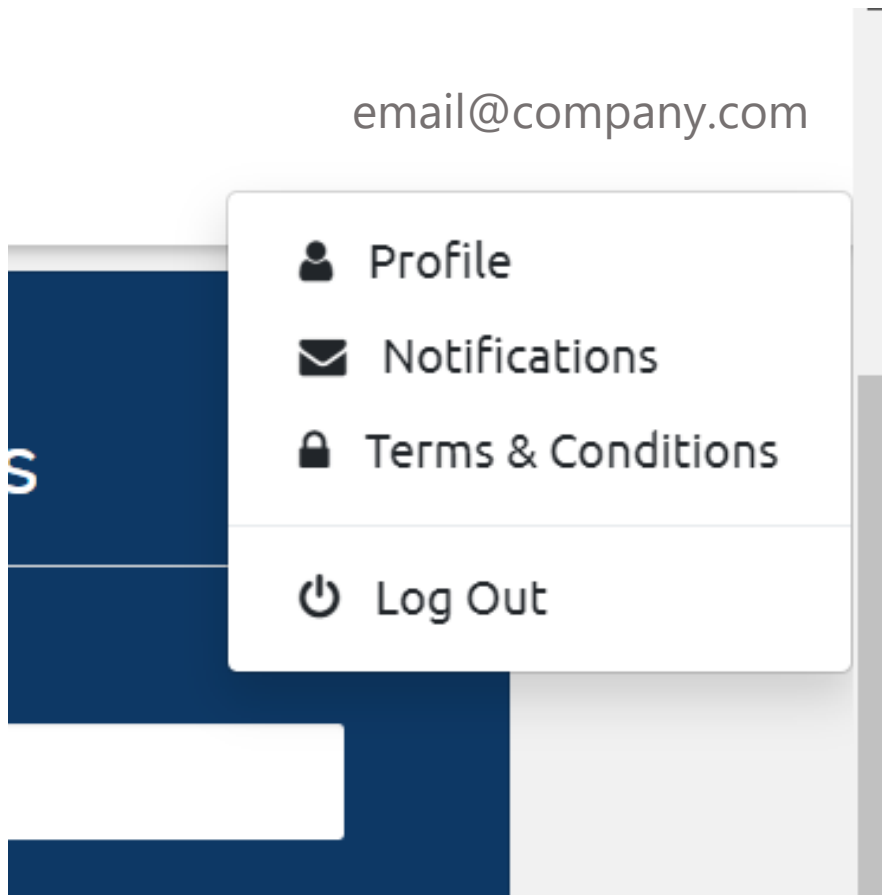 email@company.com
Profile
Notifications
s
Terms & Conditions
Log Out